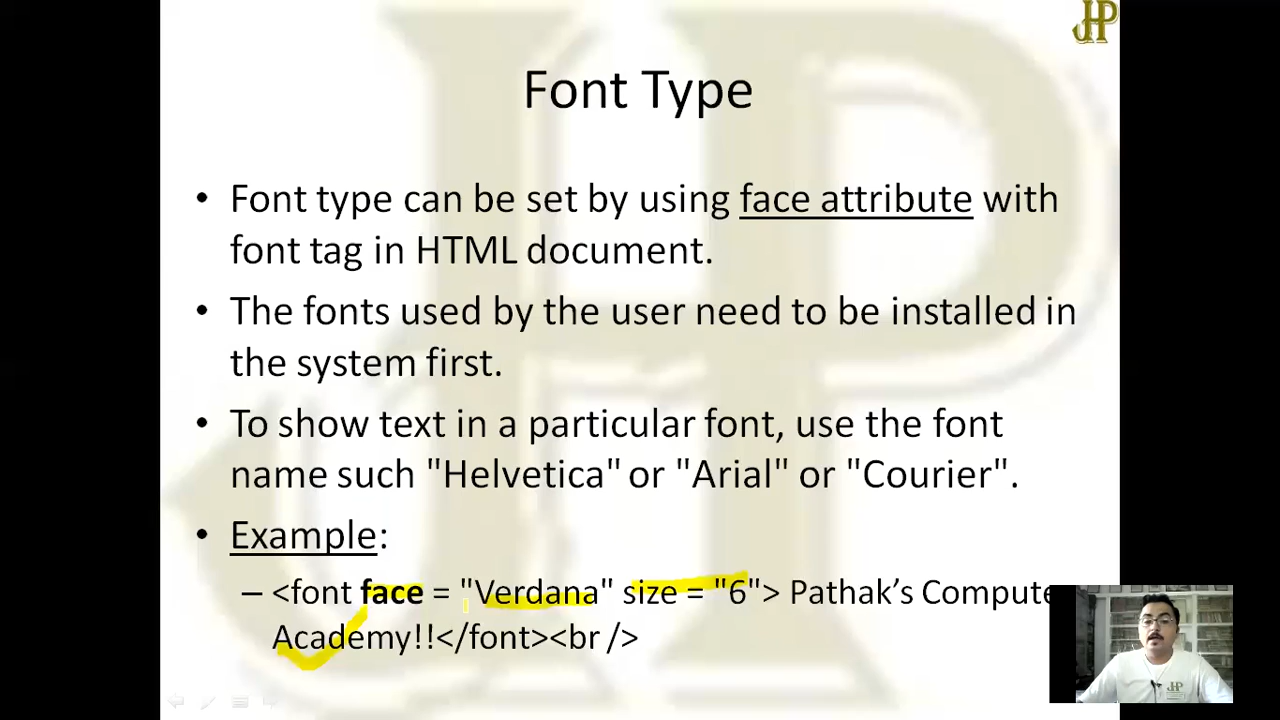 JHP
Font Type
• Font type can be set by using face attribute with
font tag in HTML document.
• The fonts used by the user need to be installed in
the system first.
• To show text in a particular font, use the font
name such "Helvetica" or "Arial" or "Courier".
• Example:
– <font face = "Verdana" size = "6"> Pathak’s Compute
Academy!!</font><br />
JHP